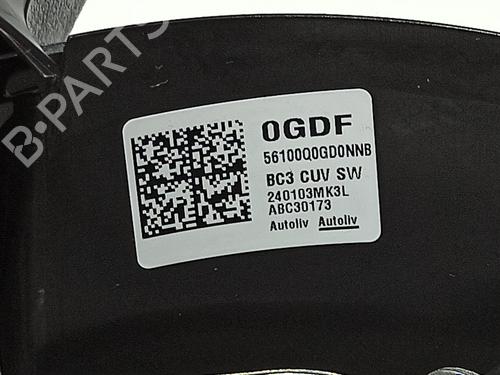 B-PARTS
0GDF
56100Q0GD0NNB
BC3 CUV SW
240103MK3L
ABC30173
Autoliv Autoliv